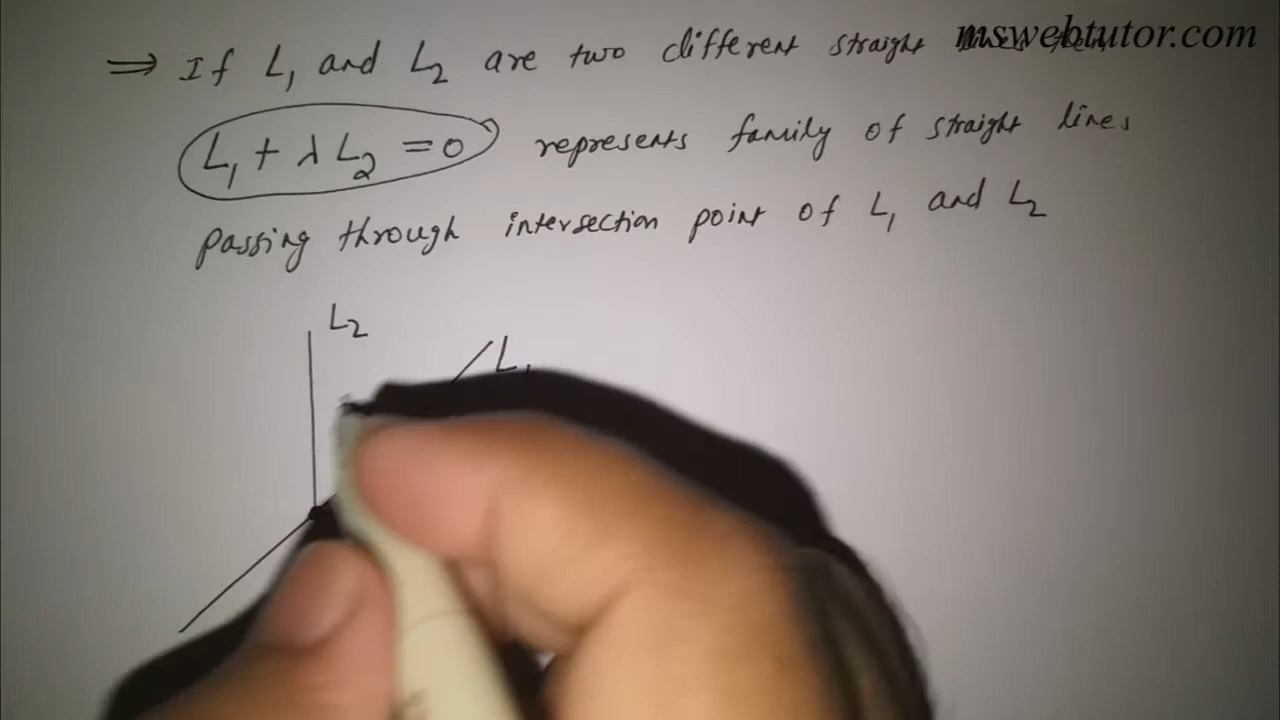 mswebtutor.com
⇒ If L₁ and L₂ are two different straight
L₁ + λ L₂ = 0 represents family of straight lines
passing through intersection point of L₁ and L₂
L₂
L₁